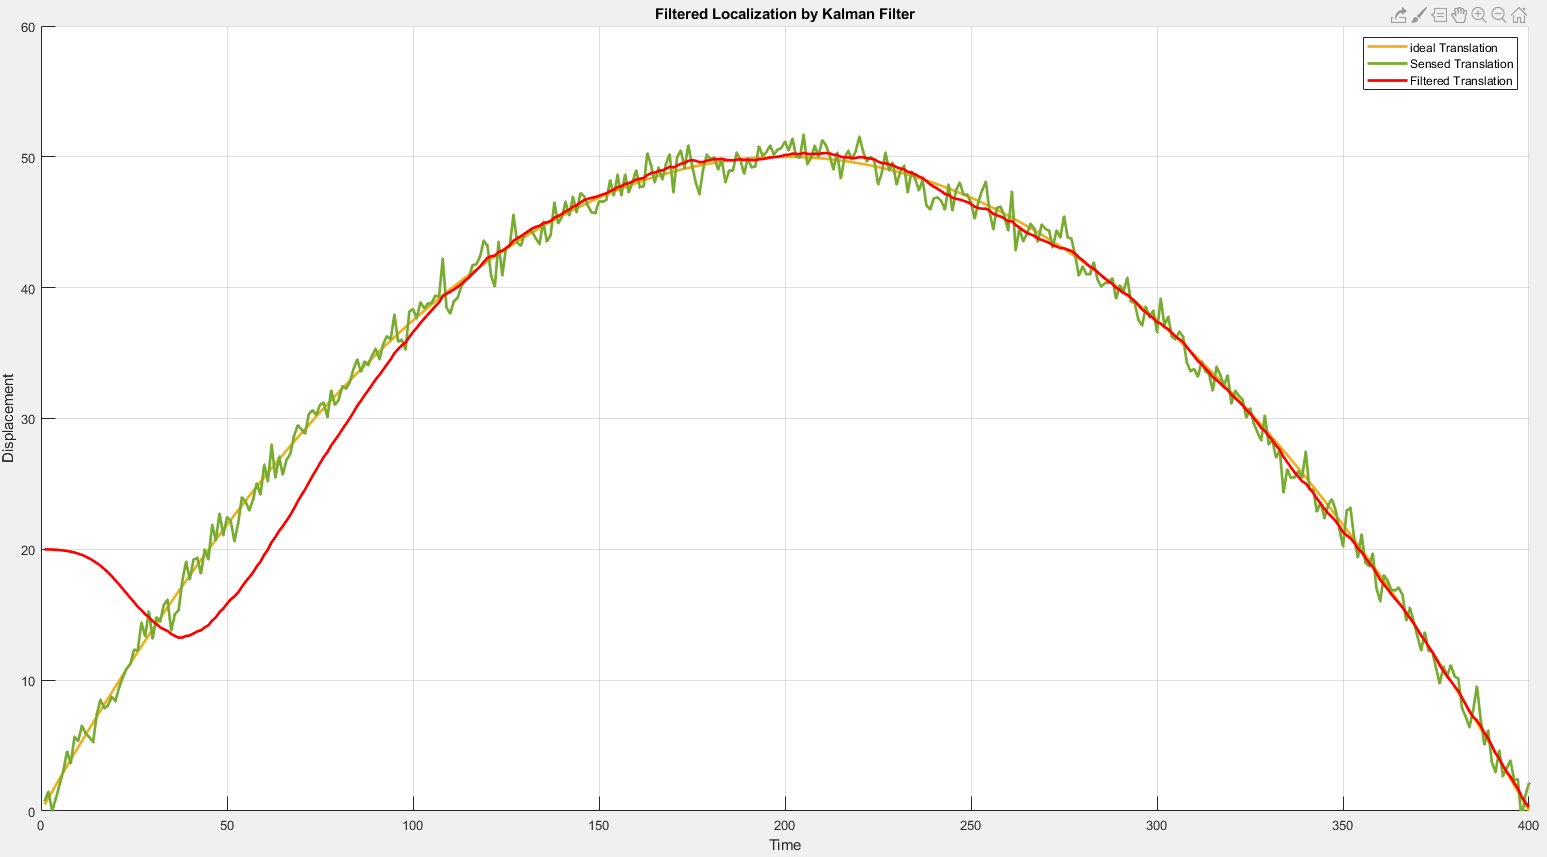 Filtered Localization by Kalman Filter
ideal Translation
Sensed Translation
Filtered Translation
60
50
40
30
20
10
0
Displacement
0 50 100 150 200 250 300 350 400
Time